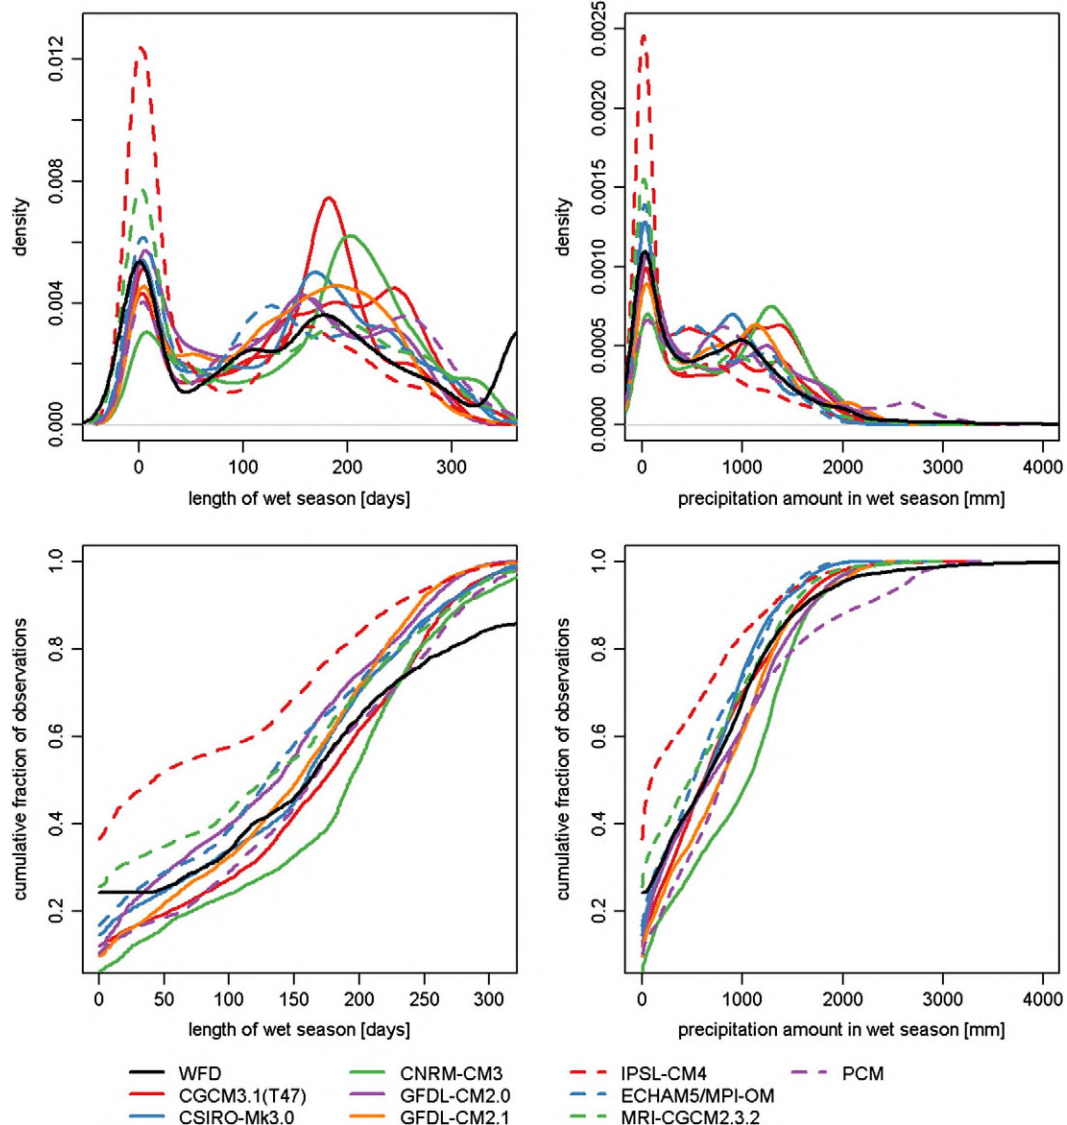 0.000 0.004 0.008 0.012
density
0 100 200 300
length of wet season [days]
0.0000 0.0005 0.0010 0.0015 0.0020 0.0025
density
0 1000 2000 3000 4000
precipitation amount in wet season [mm]
0.2 0.4 0.6 0.8 1.0
cumulative fraction of observations
0 50 100 150 200 250 300
length of wet season [days]
0.2 0.4 0.6 0.8 1.0
cumulative fraction of observations
0 1000 2000 3000 4000
precipitation amount in wet season [mm]
WFD
CGCM3.1(T47)
CSIRO-Mk3.0
CNRM-CM3
GFDL-CM2.0
GFDL-CM2.1
IPSL-CM4
ECHAM5/MPI-OM
MRI-CGCM2.3.2
PCM